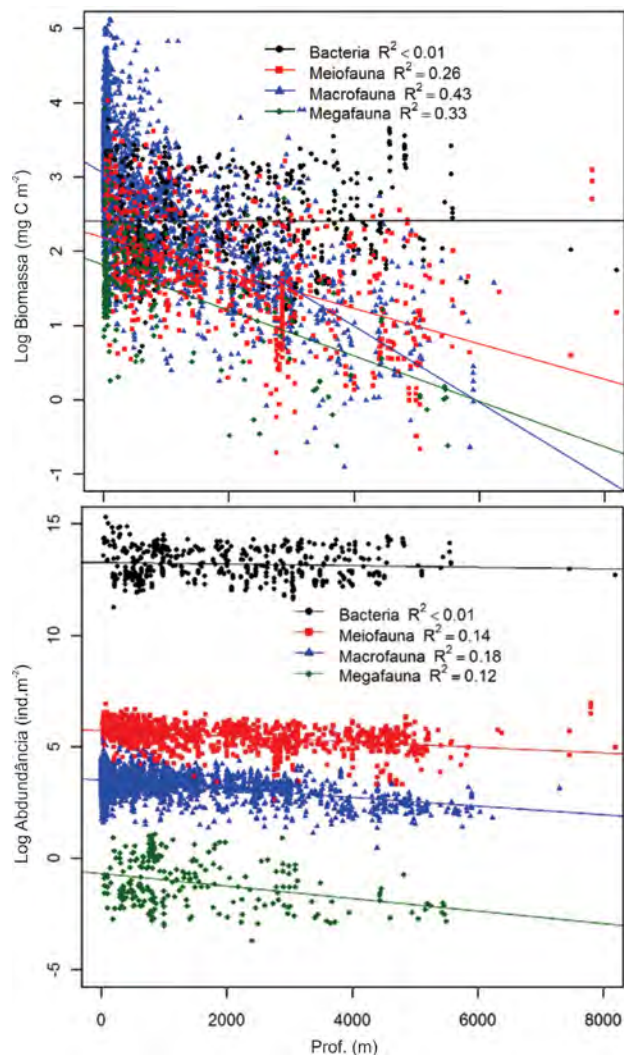 5
4
3
2
1
0
-1
Log Biomassa (mg C m-2)
Bacteria R2 < 0.01
Meiofauna R2 = 0.26
Macrofauna R2 = 0.43
Megafauna R2 = 0.33
15
10
5
0
-5
Log Abdundância (ind.m-2)
Bacteria R2 < 0.01
Meiofauna R2 = 0.14
Macrofauna R2 = 0.18
Megafauna R2 = 0.12
0 2000 4000 6000 8000
Prof. (m)